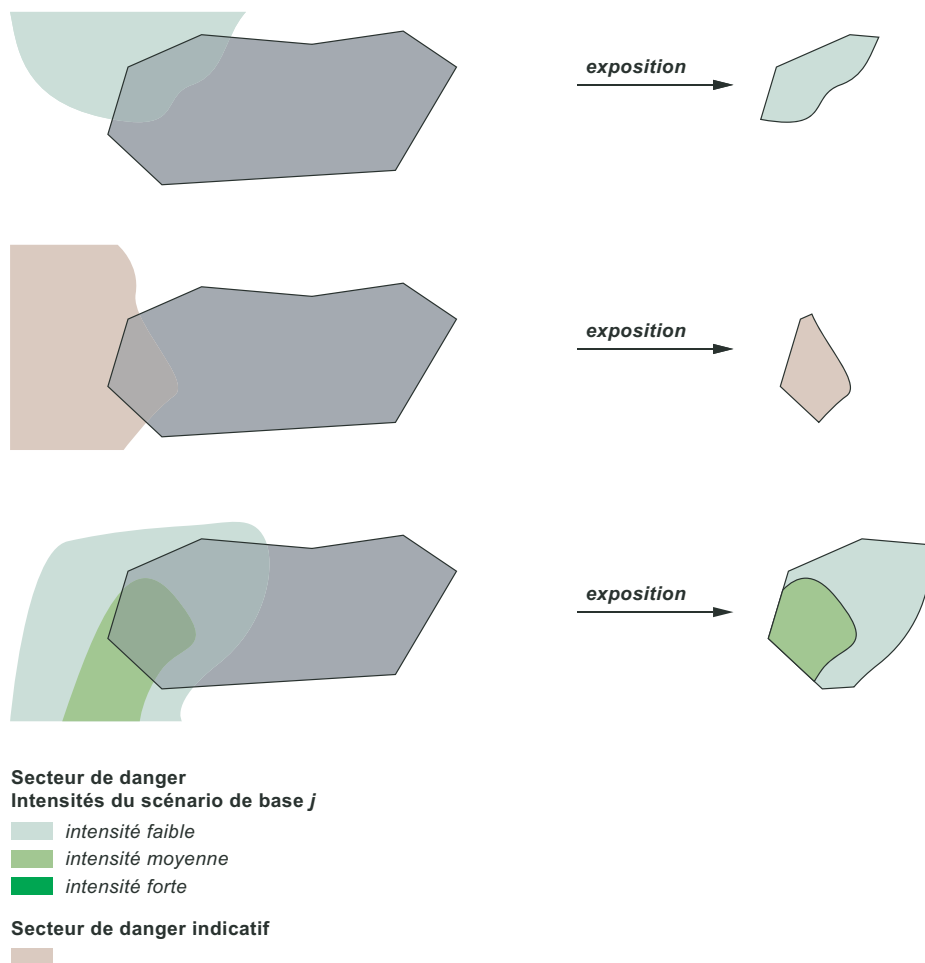 exposition
exposition
exposition
Secteur de danger
Intensités du scénario de base j
intensité faible
intensité moyenne
intensité forte
Secteur de danger indicatif